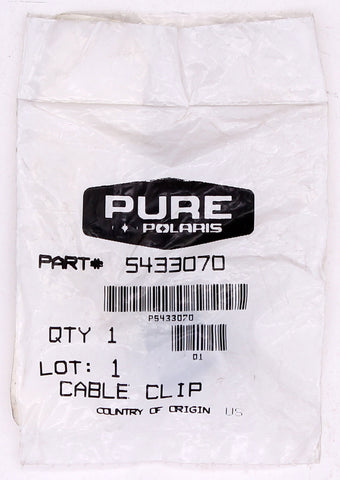 PURE
POLARIS
PART# 5433070
P5433070
QTY 1
01
LOT: 1
CABLE CLIP
COUNTRY OF ORIGIN US